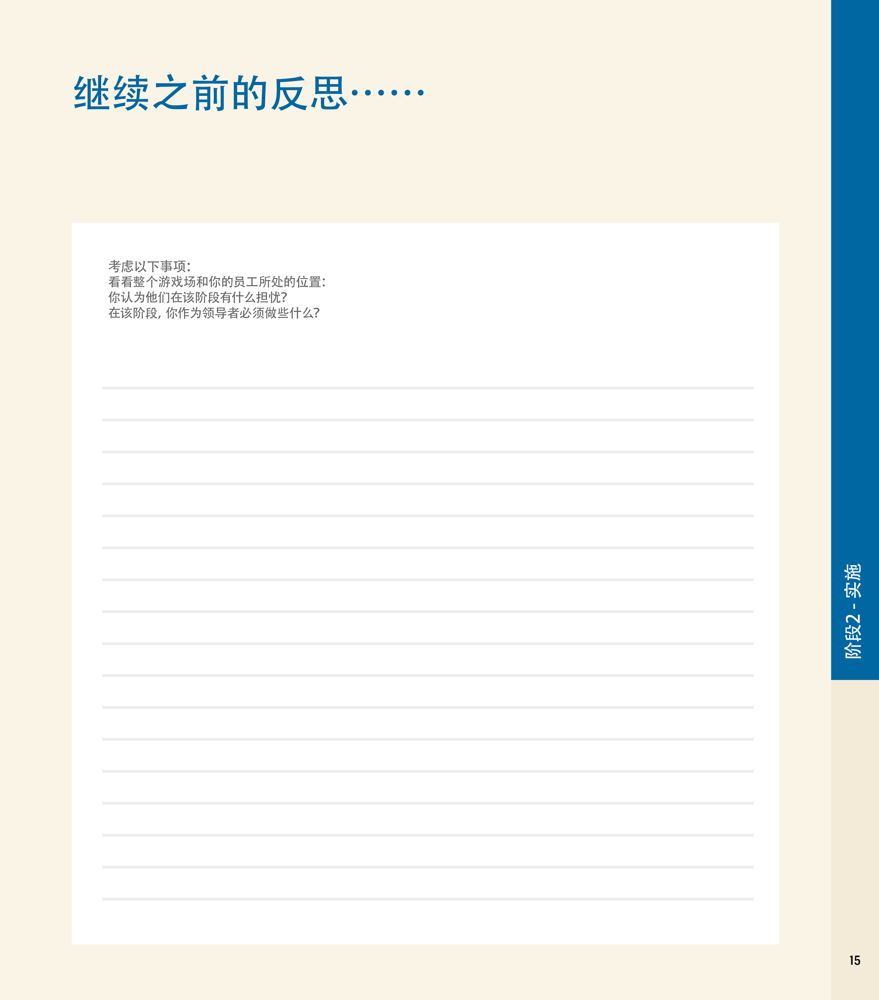 继续之前的反思……
考虑以下事项：
看看整个游戏场和你的员工所处的位置：
你认为他们在该阶段有什么担忧？
在该阶段，你作为领导者必须做些什么？
阶段2 - 实施
15